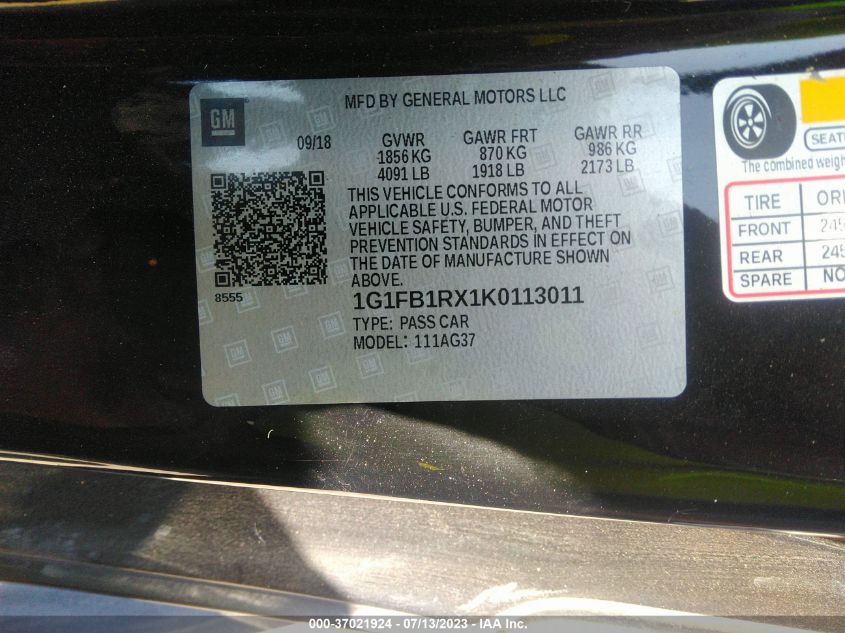 GM
MFD BY GENERAL MOTORS LLC
09/18
GVWR GAWR FRT GAWR RR
1856 KG 870 KG 986 KG
4091 LB 1918 LB 2173 LB
THIS VEHICLE CONFORMS TO ALL
APPLICABLE U.S. FEDERAL MOTOR
VEHICLE SAFETY, BUMPER, AND THEFT
PREVENTION STANDARDS IN EFFECT ON
THE DATE OF MANUFACTURE SHOWN
ABOVE.
8555
1G1FB1RX1K0113011
TYPE: PASS CAR
MODEL: 111AG37
The combined
TIRE
FRONT
REAR 245
SPARE
000-37021924 - 07/13/2023 - IAA Inc.